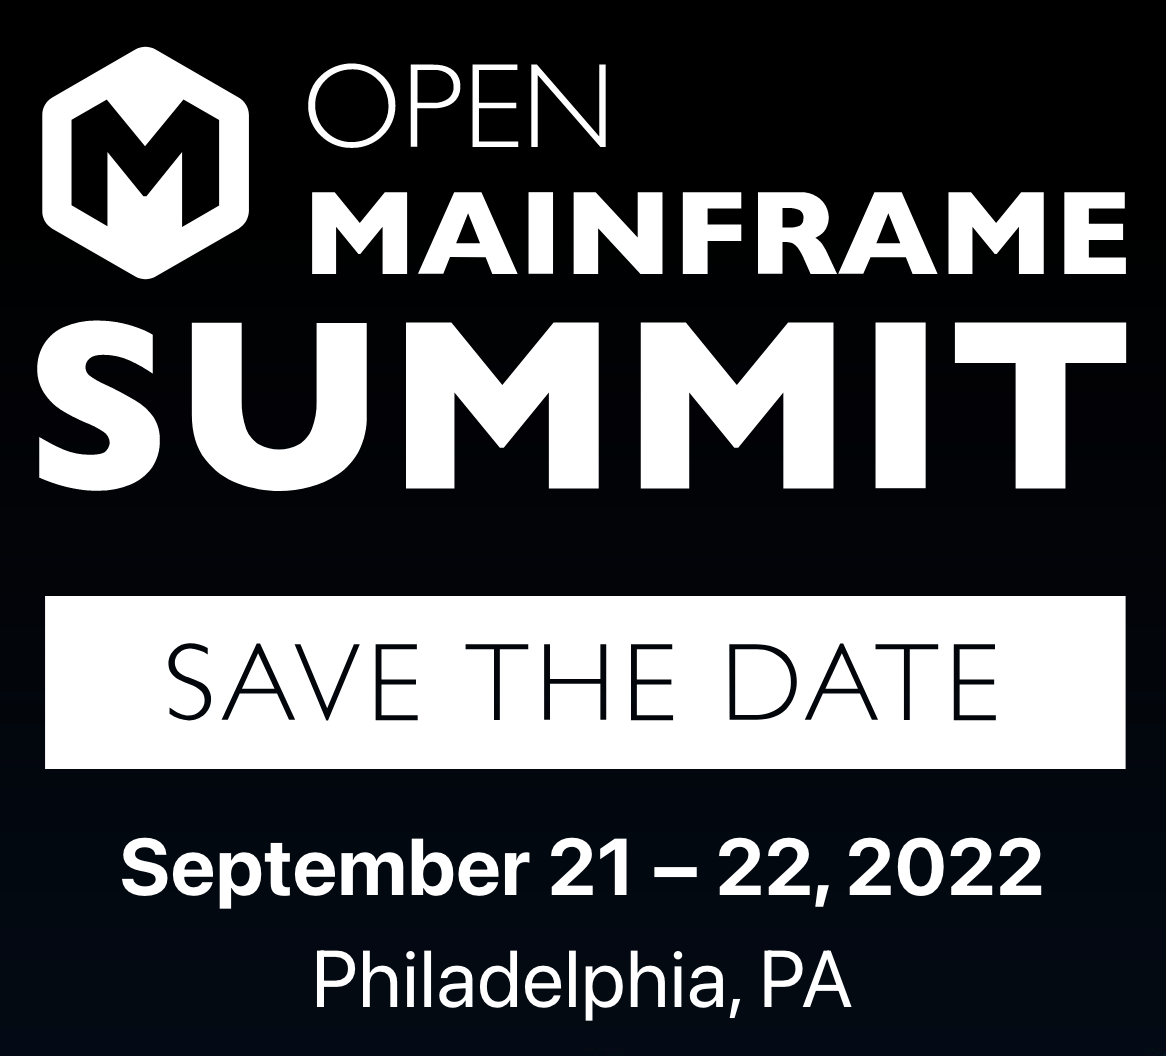 M
OPEN
MAINFRAME
SUMMIT
SAVE THE DATE
September 21 – 22, 2022
Philadelphia, PA